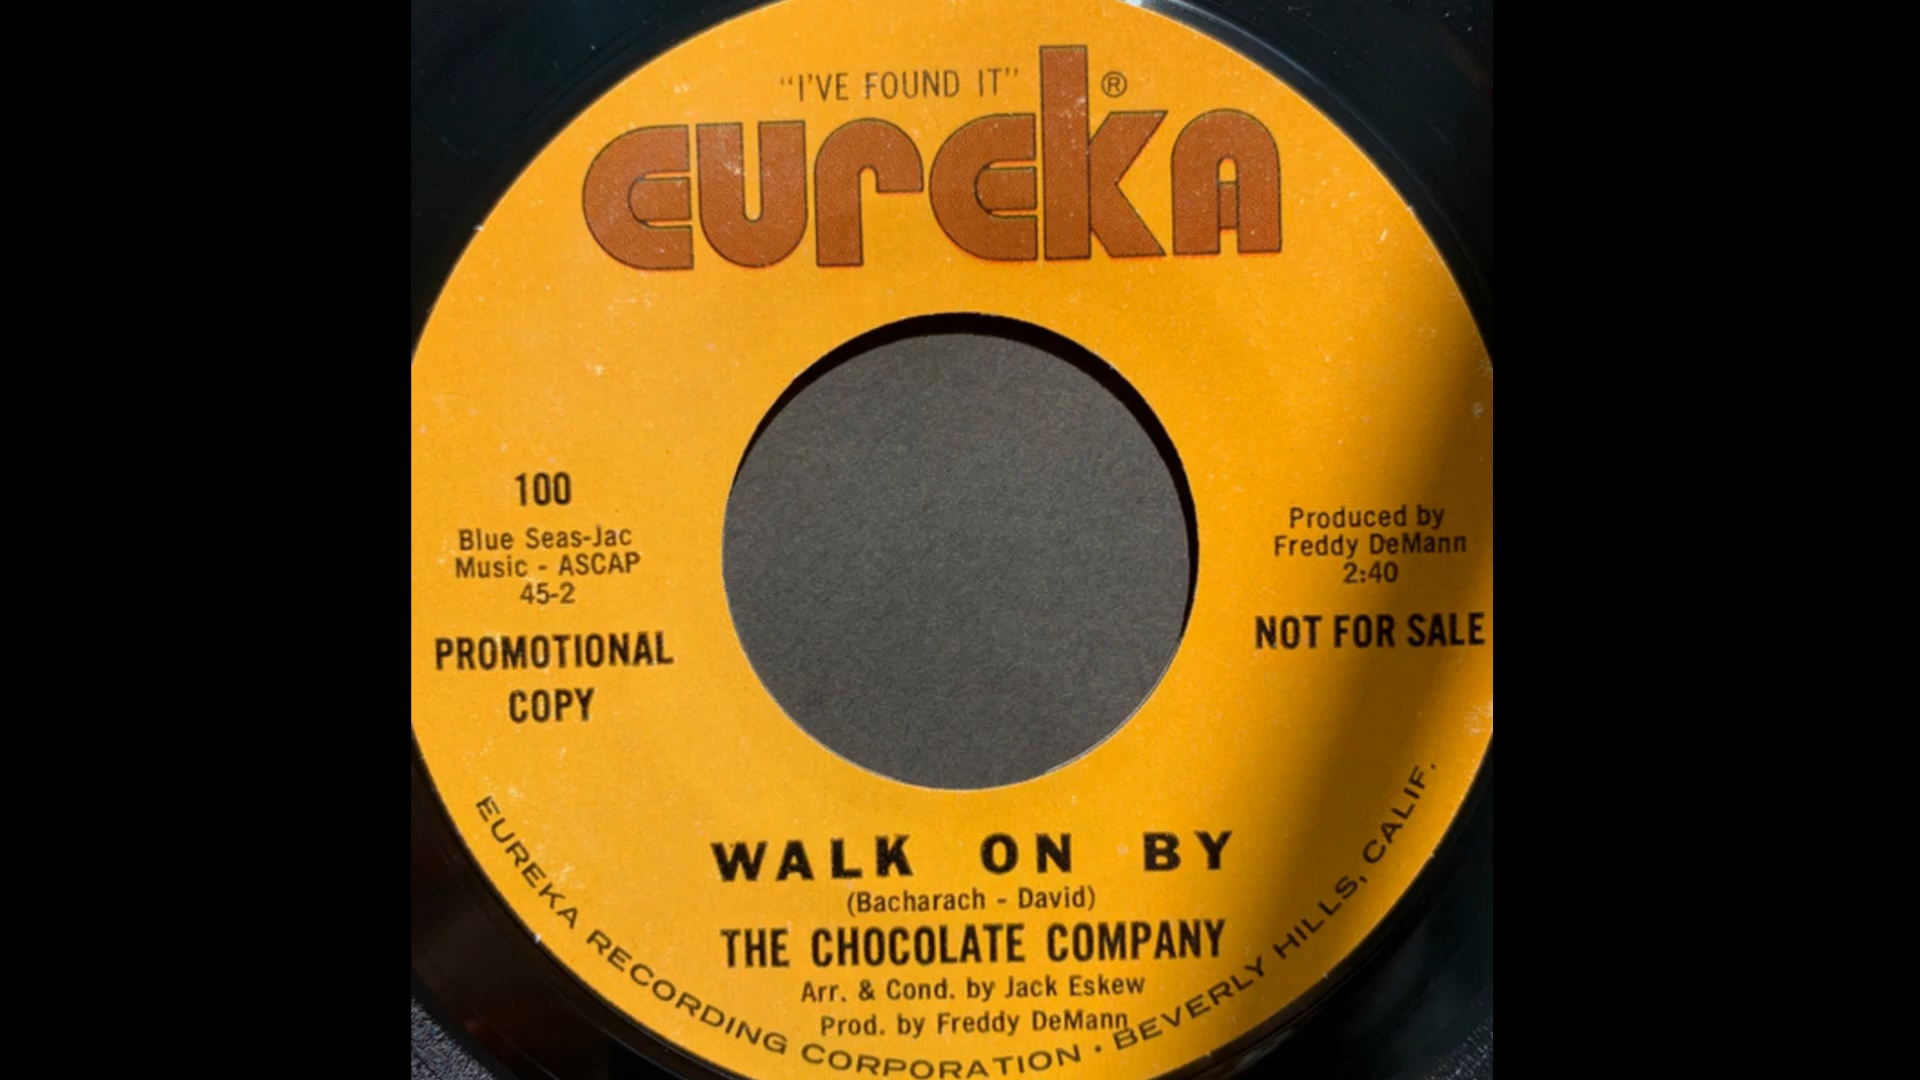 "I'VE FOUND IT" ®
EUREKA
100
Blue Seas-Jac
Music - ASCAP
45-2
PROMOTIONAL
COPY
Produced by
Freddy DeMann
2:40
NOT FOR SALE
WALK ON BY
(Bacharach - David)
THE CHOCOLATE COMPANY
Arr. & Cond. by Jack Eskew
Prod. by Freddy DeMann
EUREKA RECORDING CORPORATION • BEVERLY HILLS, CALIF.